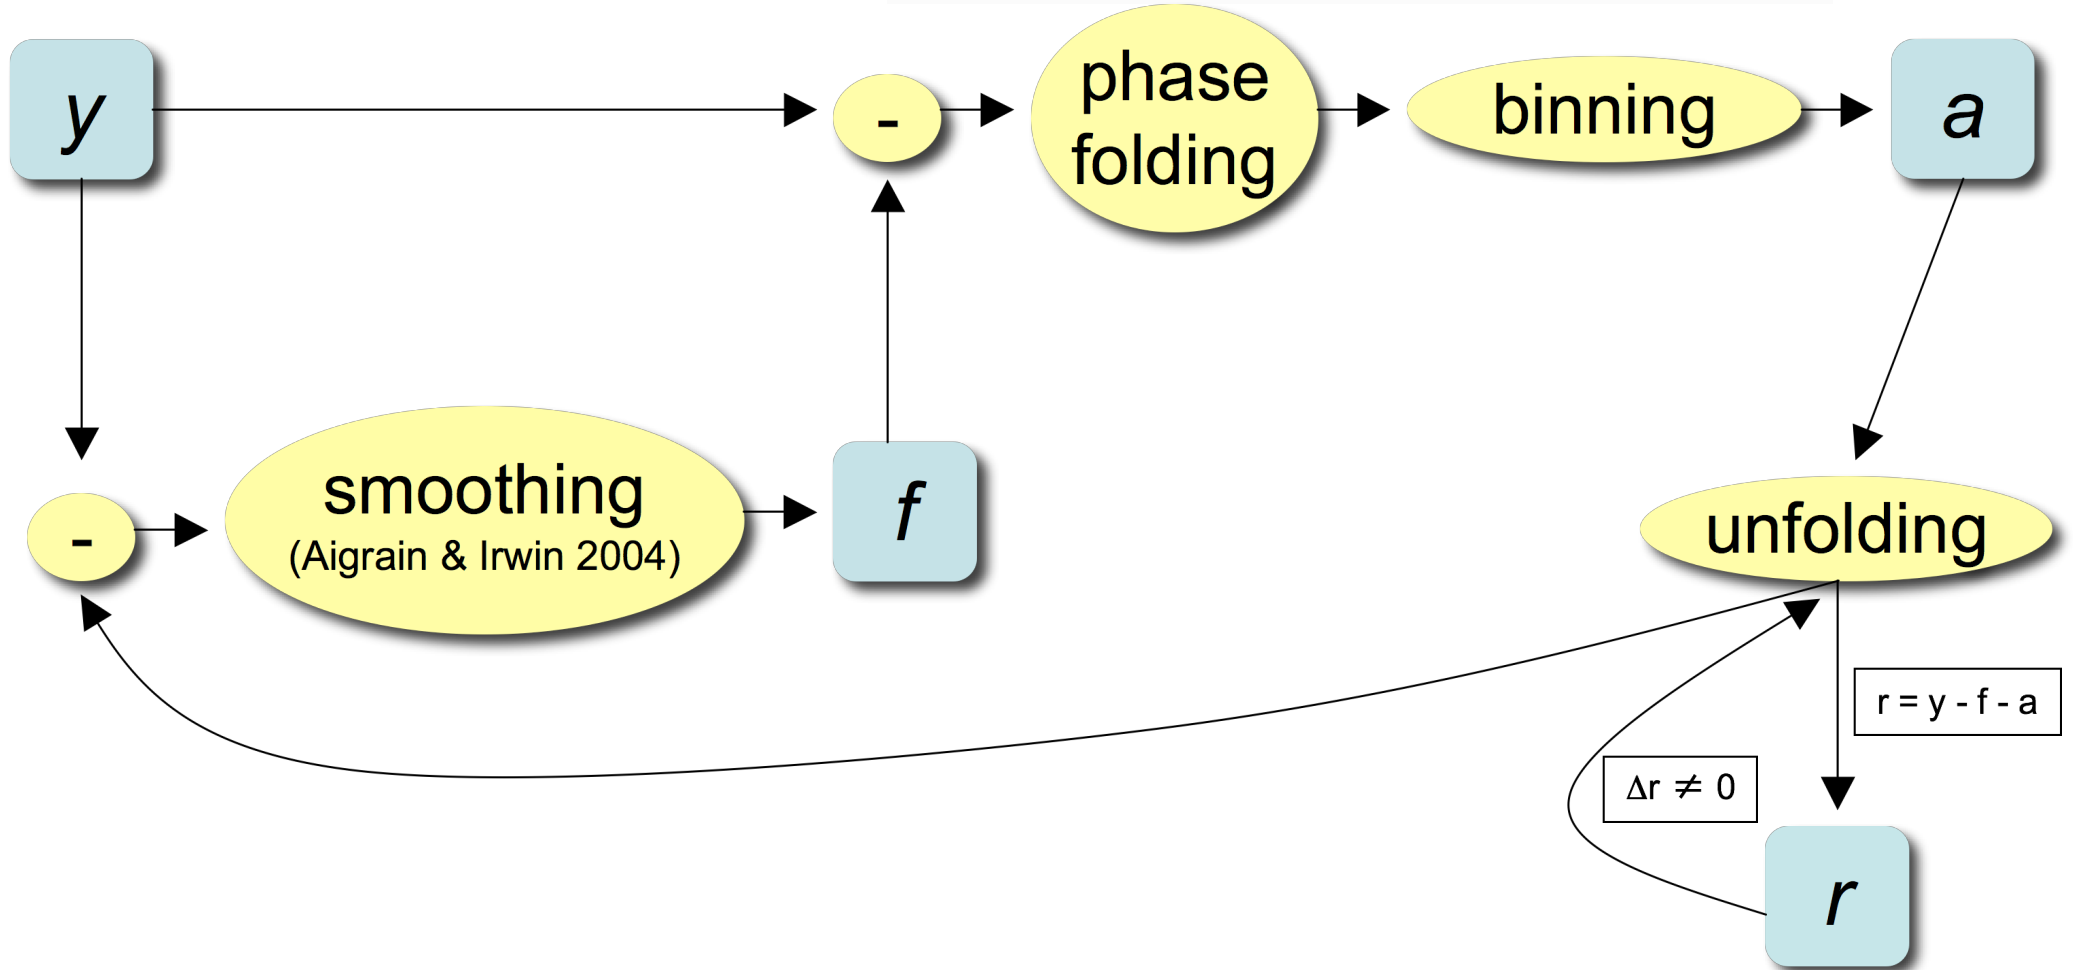 y
-
phase
folding
binning
a
-
smoothing
(Aigrain & Irwin 2004)
f
unfolding
r = y - f - a
Δr ≠ 0
r